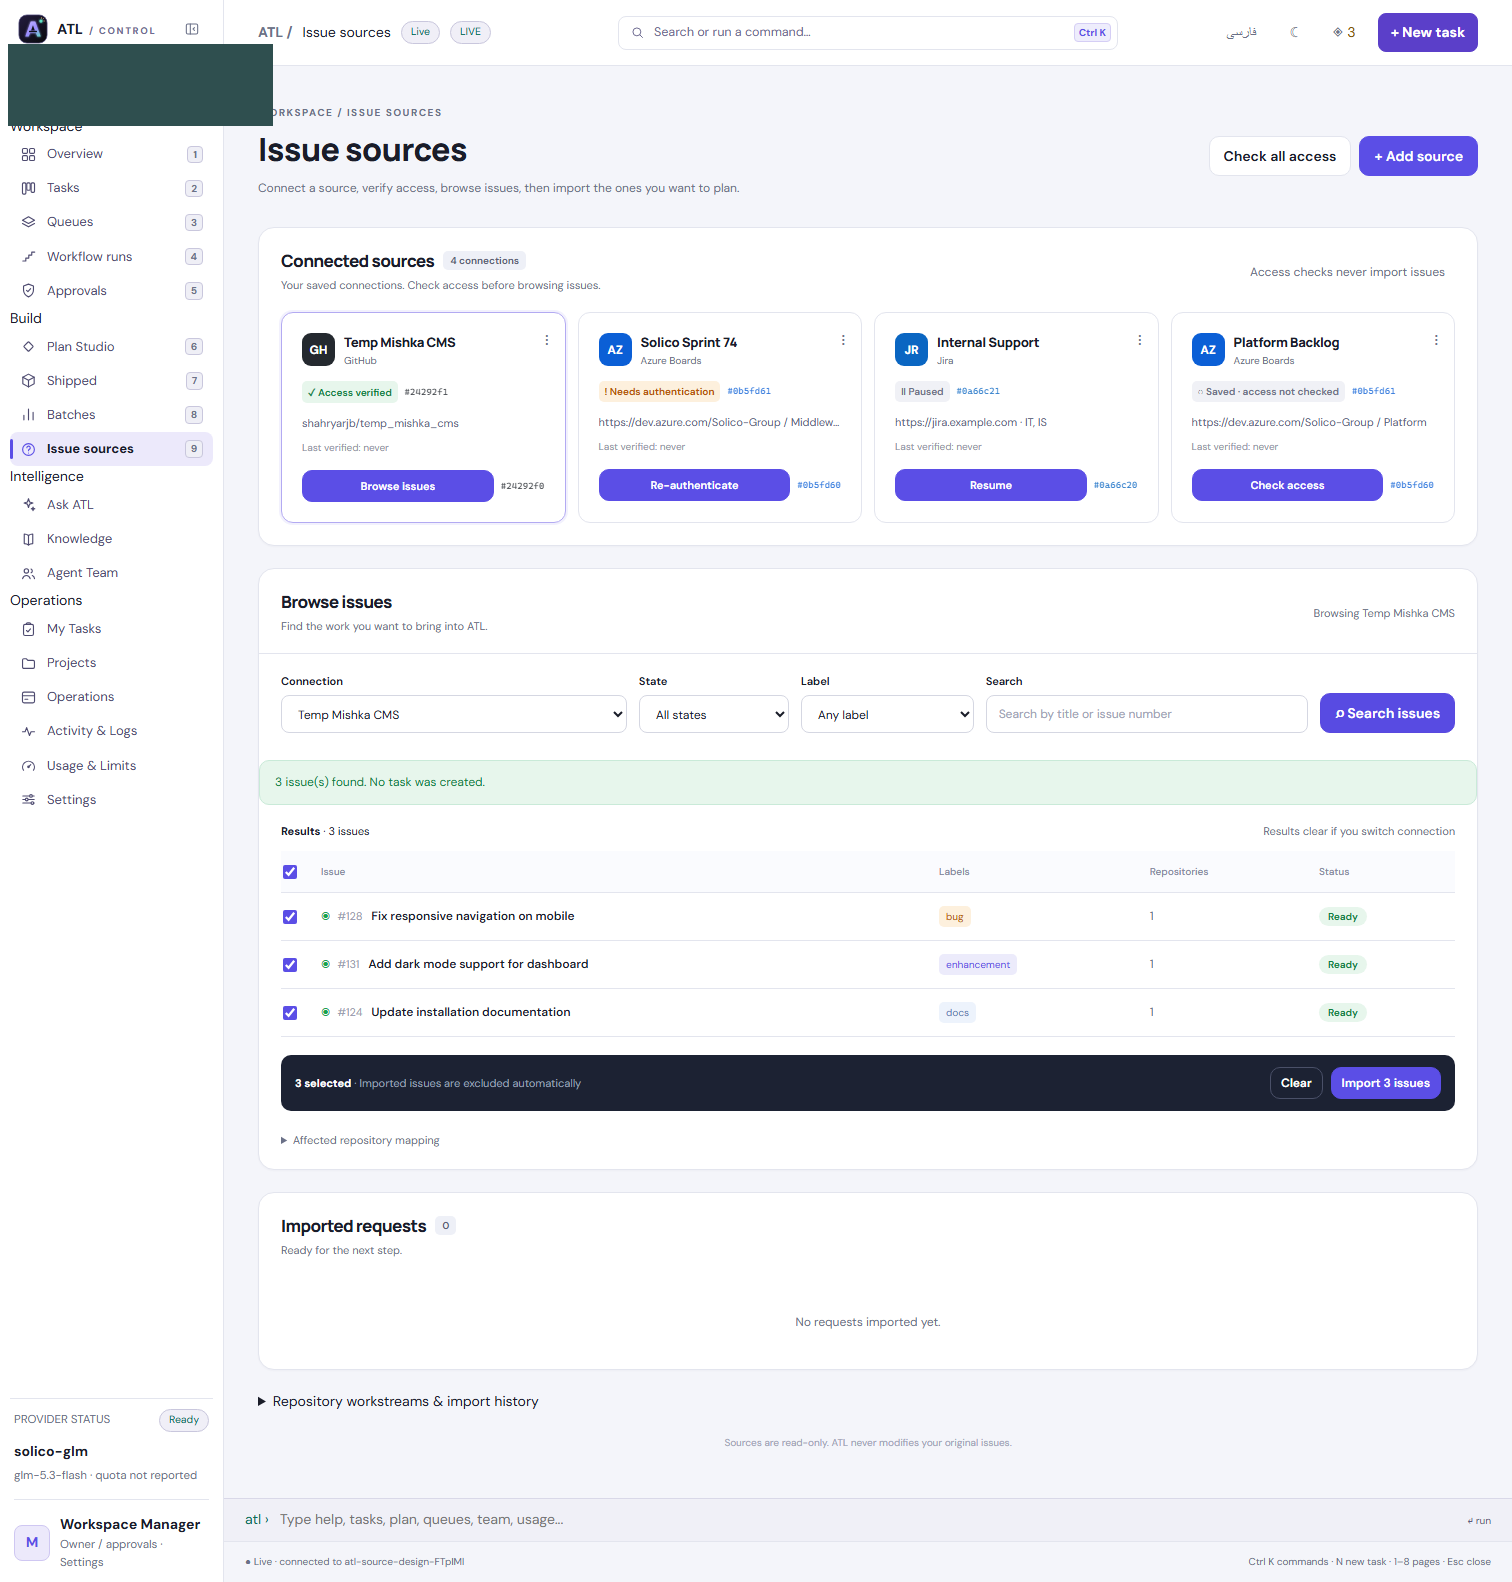 ATL / CONTROL
Workspace
Overview 1
Tasks 2
Queues 3
Workflow runs 4
Approvals 5
Build
Plan Studio 6
Shipped 7
Batches 8
Issue sources 9
Intelligence
Ask ATL
Knowledge
Agent Team
Operations
My Tasks
Projects
Operations
Activity & Logs
Usage & Limits
Settings
PROVIDER STATUS Ready
solico-glm
glm-5.3-flash · quota not reported
M
Workspace Manager
Owner / approvals ·
Settings
ATL / Issue sources Live LIVE
Search or run a command... Ctrl K
فارسی
3
+ New task
ORKSPACE / ISSUE SOURCES
Issue sources
Connect a source, verify access, browse issues, then import the ones you want to plan.
Check all access
+ Add source
Connected sources 4 connections
Your saved connections. Check access before browsing issues.
Access checks never import issues
GH
Temp Mishka CMS
GitHub
✓ Access verified #24292f1
shahryarjb/temp_mishka_cms
Last verified: never
Browse issues #24292f0
AZ
Solico Sprint 74
Azure Boards
! Needs authentication #0b5fd61
https://dev.azure.com/Solico-Group / Middlew...
Last verified: never
Re-authenticate #0b5fd60
JR
Internal Support
Jira
II Paused #0a66c21
https://jira.example.com · IT, IS
Last verified: never
Resume #0a66c20
AZ
Platform Backlog
Azure Boards
Saved · access not checked #0b5fd61
https://dev.azure.com/Solico-Group / Platform
Last verified: never
Check access #0b5fd60
Browse issues
Find the work you want to bring into ATL.
Browsing Temp Mishka CMS
Connection State Label Search
Temp Mishka CMS All states Any label Search by title or issue number
Search issues
3 issue(s) found. No task was created.
Results · 3 issues
Results clear if you switch connection
Issue Labels Repositories Status
#128 Fix responsive navigation on mobile bug 1 Ready
#131 Add dark mode support for dashboard enhancement 1 Ready
#124 Update installation documentation docs 1 Ready
3 selected · Imported issues are excluded automatically
Clear
Import 3 issues
▶ Affected repository mapping
Imported requests 0
Ready for the next step.
No requests imported yet.
▶ Repository workstreams & import history
Sources are read-only. ATL never modifies your original issues.
atl › Type help, tasks, plan, queues, team, usage...
↵ run
● Live · connected to atl-source-design-FTpIMI
Ctrl K commands · N new task · 1–8 pages · Esc close